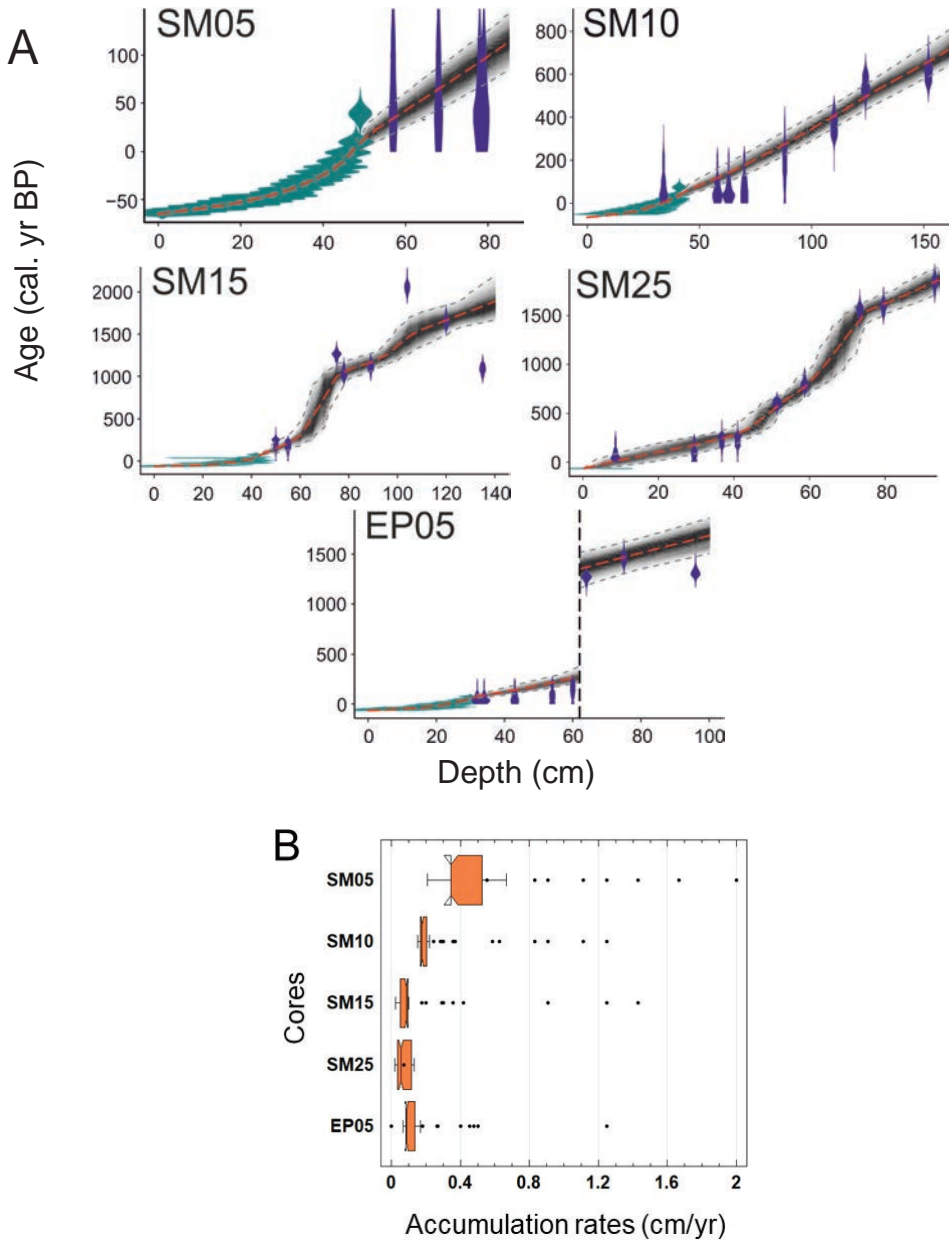 A
Age (cal. yr BP)
SM05
100
50
0
−50
0 20 40 60 80
SM10
800
600
400
200
0
0 50 100 150
SM15
2000
1500
1000
500
0
0 20 40 60 80 100 120 140
SM25
1500
1000
500
0
0 20 40 60 80
EP05
1500
1000
500
0
0 20 40 60 80 100
Depth (cm)
B
Cores
SM05
SM10
SM15
SM25
EP05
0 0.4 0.8 1.2 1.6 2
Accumulation rates (cm/yr)